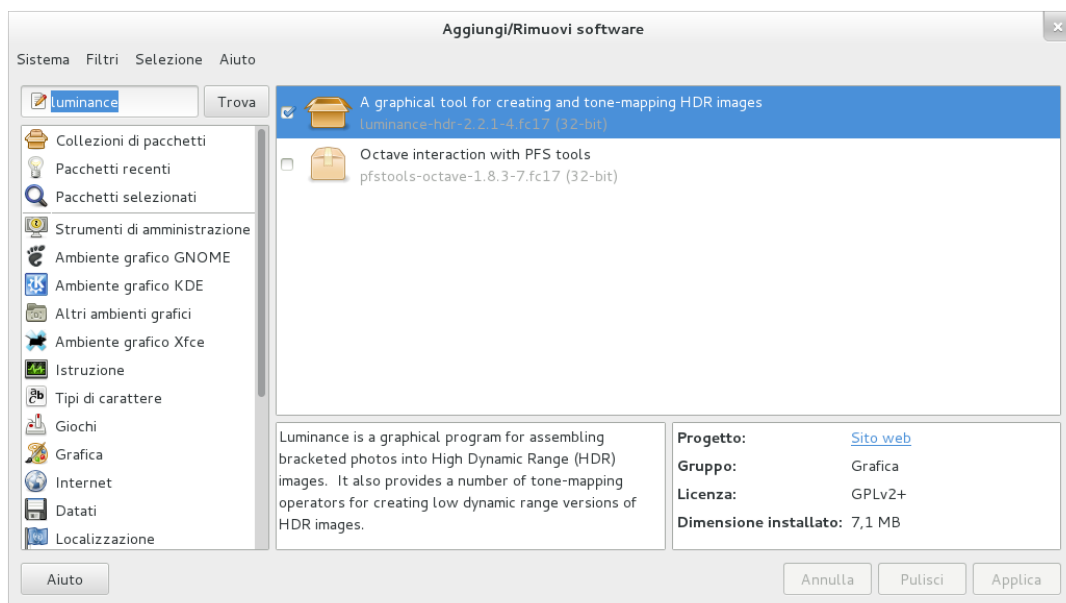 Aggiungi/Rimuovi software
Sistema Filtri Selezione Aiuto
luminance Trova
Collezioni di pacchetti
Pacchetti recenti
Pacchetti selezionati
Strumenti di amministrazione
Ambiente grafico GNOME
Ambiente grafico KDE
Altri ambienti grafici
Ambiente grafico Xfce
Istruzione
Tipi di carattere
Giochi
Grafica
Internet
Datati
Localizzazione
A graphical tool for creating and tone-mapping HDR images
luminance-hdr-2.2.1-4.fc17 (32-bit)
Octave interaction with PFS tools
pfstools-octave-1.8.3-7.fc17 (32-bit)
Luminance is a graphical program for assembling
bracketed photos into High Dynamic Range (HDR)
images. It also provides a number of tone-mapping
operators for creating low dynamic range versions of
HDR images.
Progetto: Sito web
Gruppo: Grafica
Licenza: GPLv2+
Dimensione installato: 7,1 MB
Aiuto Annulla Pulisci Applica